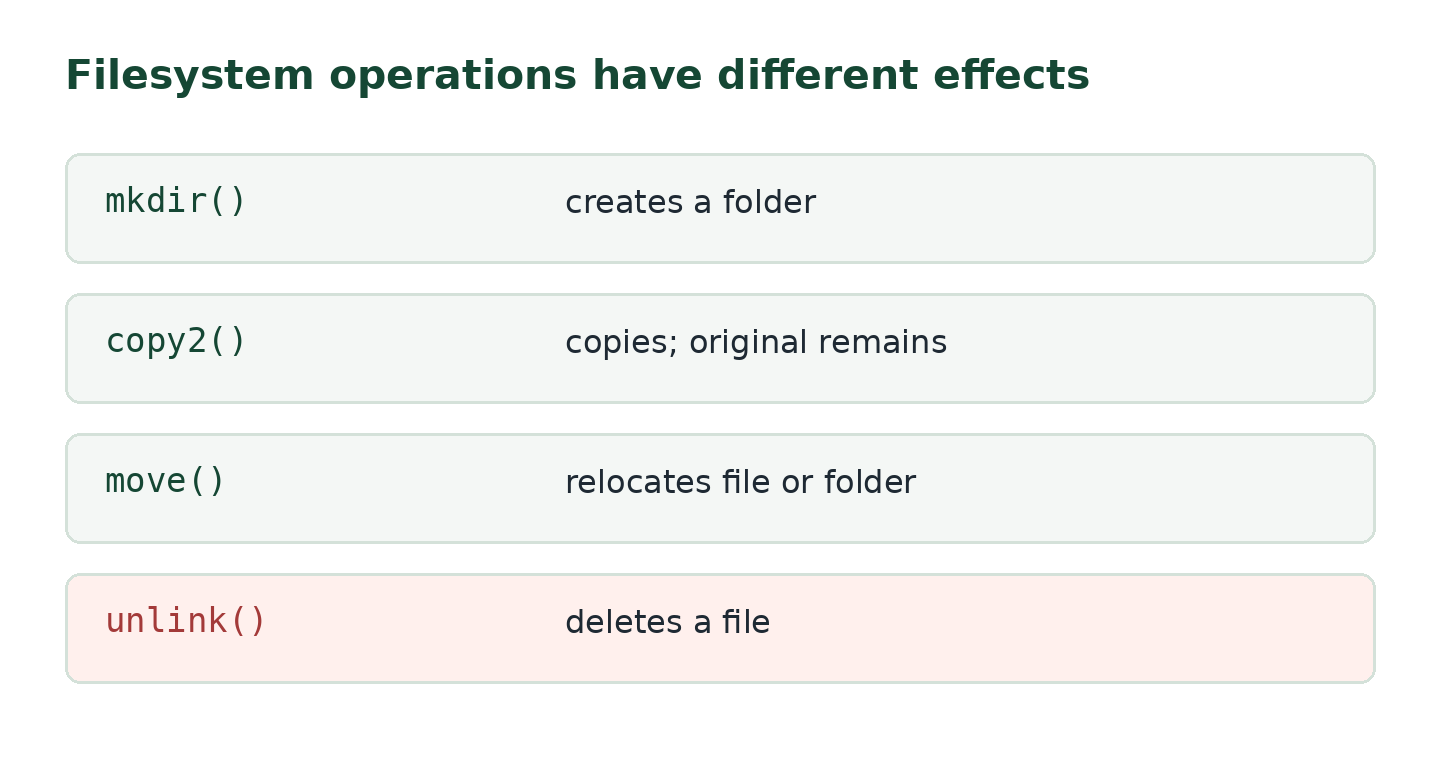 Filesystem operations have different effects
mkdir() creates a folder
copy2() copies; original remains
move() relocates file or folder
unlink() deletes a file